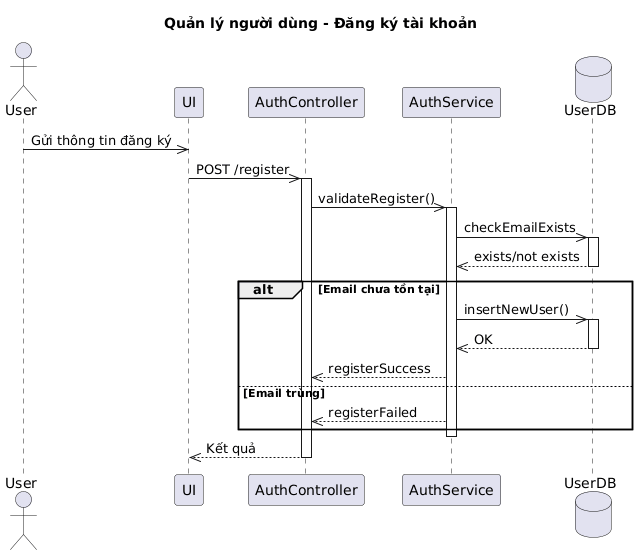 Quản lý người dùng - Đăng ký tài khoản
User
UI
AuthController
AuthService
UserDB
Gửi thông tin đăng ký
POST /register
validateRegister()
checkEmailExists
exists/not exists
alt
[Email chưa tồn tại]
insertNewUser()
OK
registerSuccess
[Email trùng]
registerFailed
Kết quả
User
UI
AuthController
AuthService
UserDB